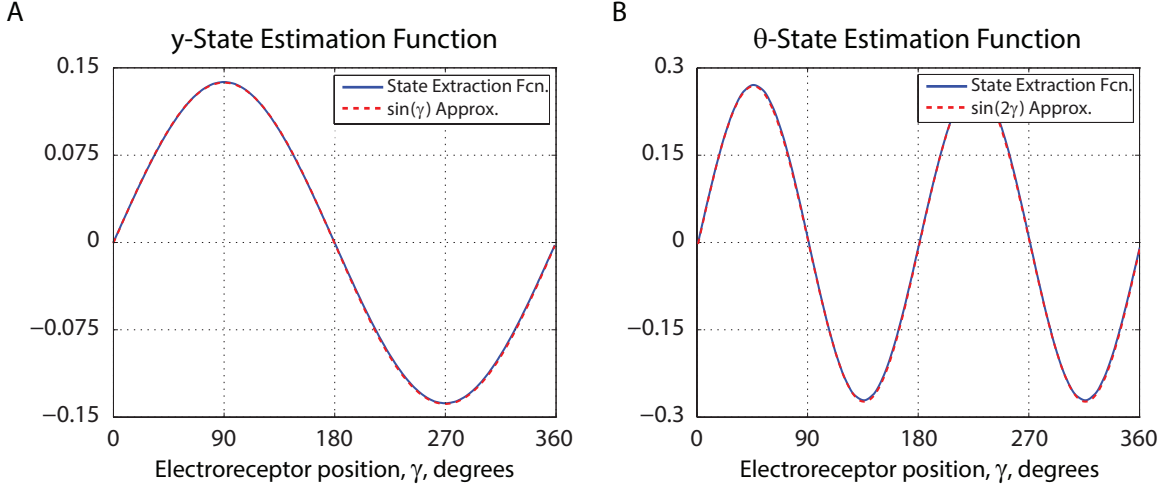 A
y-State Estimation Function
0.15
0.075
0
−0.075
−0.15
0 90 180 270 360
State Extraction Fcn.
sin(γ) Approx.
Electroreceptor position, γ, degrees
B
θ-State Estimation Function
0.3
0.15
0
−0.15
−0.3
0 90 180 270 360
State Extraction Fcn.
sin(2γ) Approx.
Electroreceptor position, γ, degrees